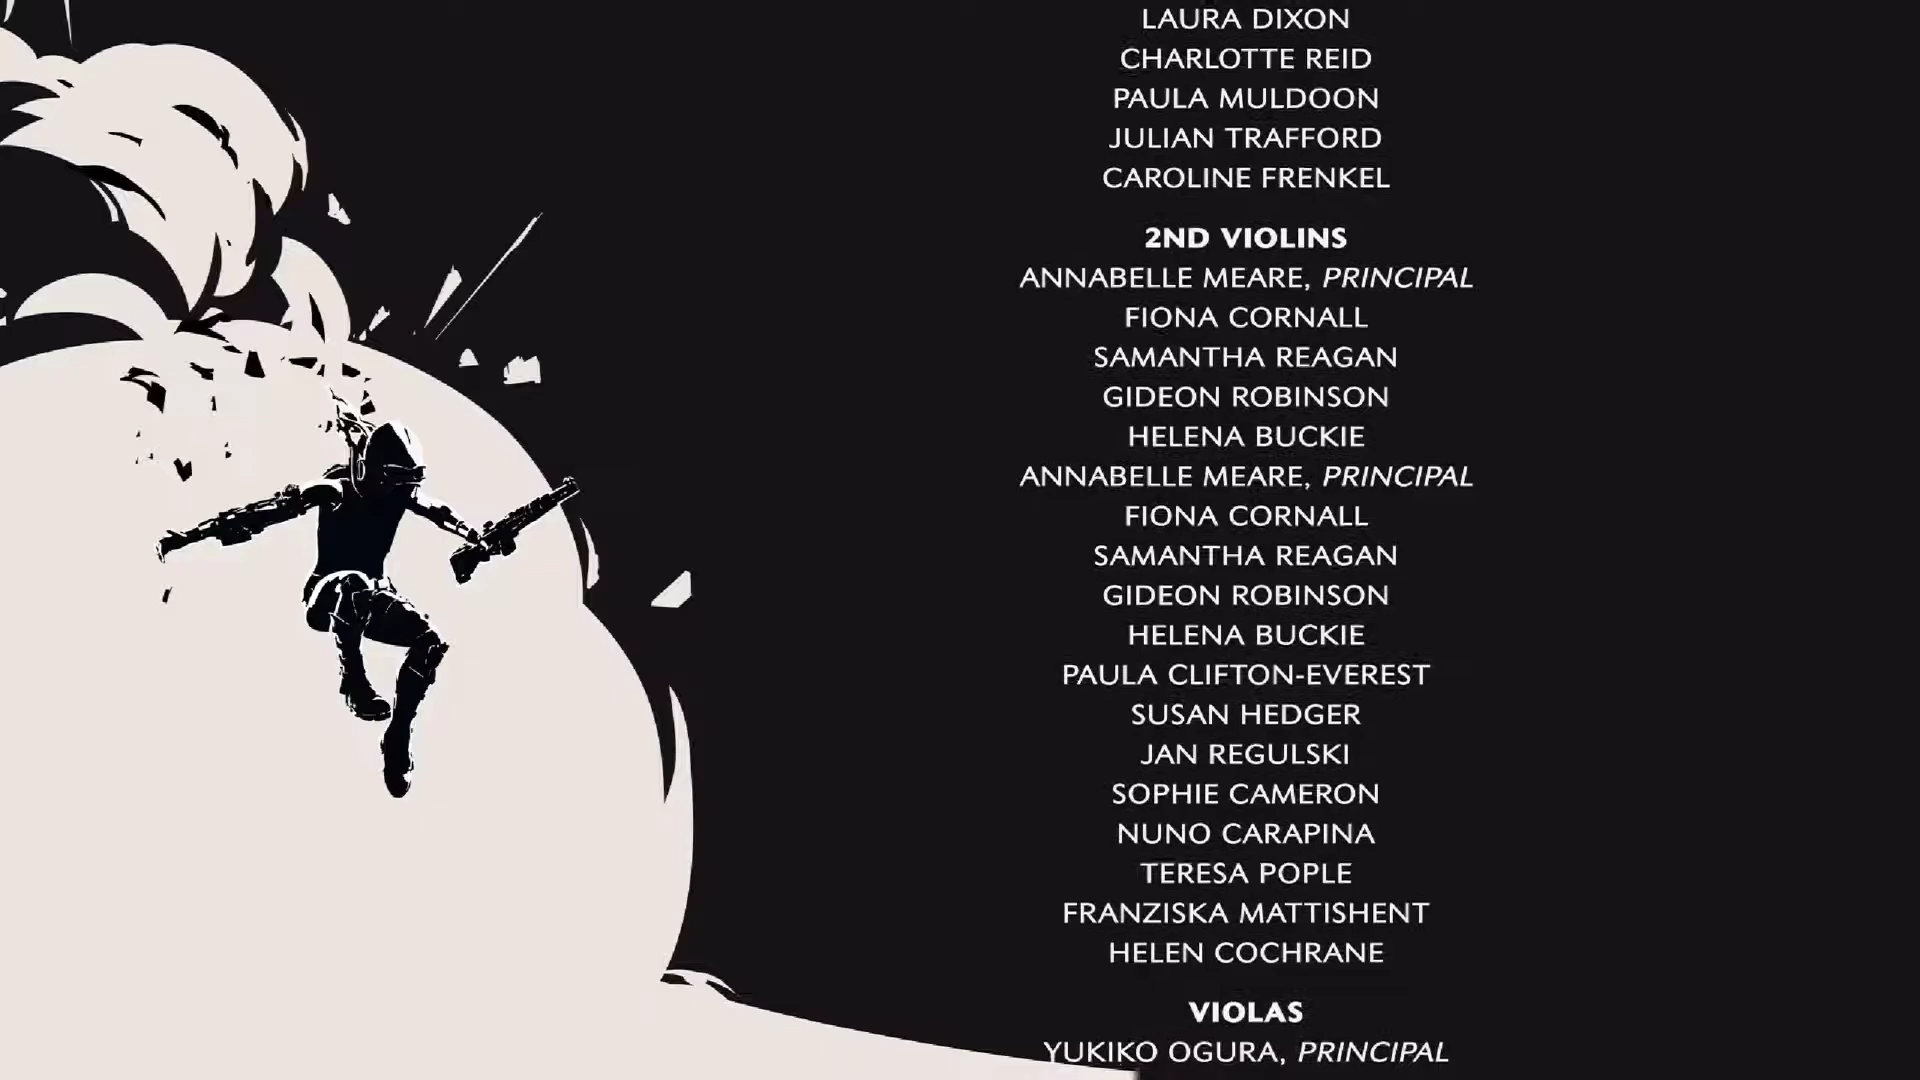 LAURA DIXON
CHARLOTTE REID
PAULA MULDOON
JULIAN TRAFFORD
CAROLINE FRENKEL
2ND VIOLINS
ANNABELLE MEARE, PRINCIPAL
FIONA CORNALL
SAMANTHA REAGAN
GIDEON ROBINSON
HELENA BUCKIE
ANNABELLE MEARE, PRINCIPAL
FIONA CORNALL
SAMANTHA REAGAN
GIDEON ROBINSON
HELENA BUCKIE
PAULA CLIFTON-EVEREST
SUSAN HEDGER
JAN REGULSKI
SOPHIE CAMERON
NUNO CARAPINA
TERESA POPLE
FRANZISKA MATTISHENT
HELEN COCHRANE
VIOLAS
YUKIKO OGURA, PRINCIPAL